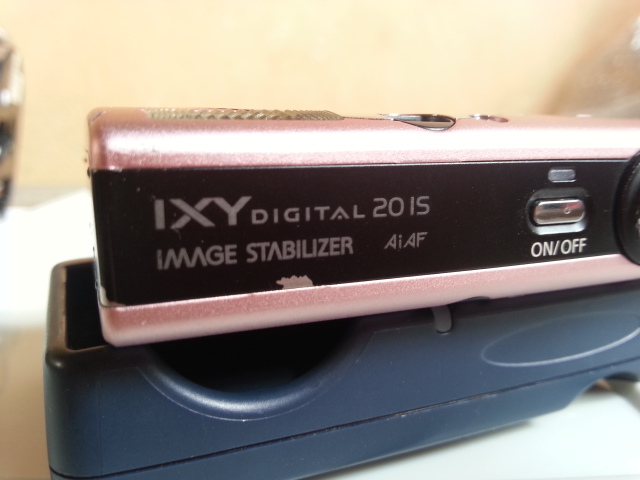 IXY DIGITAL 20 IS
IMAGE STABILIZER AiAF
ON/OFF